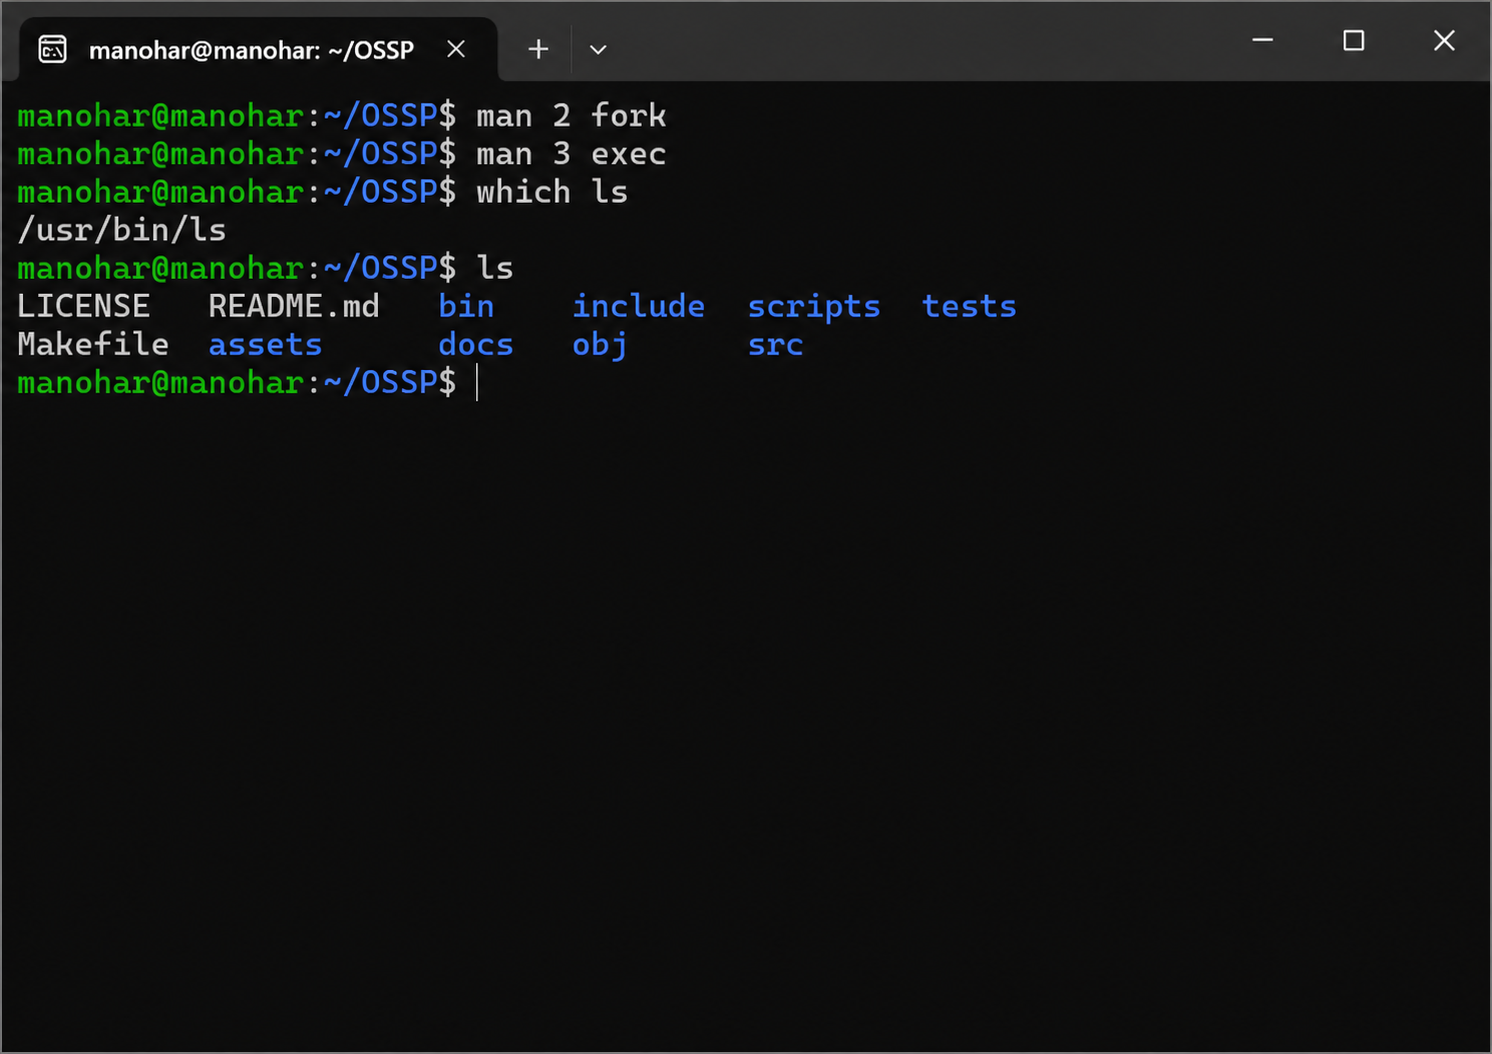 manohar@manohar: ~/OSSP
manohar@manohar:~/OSSP$ man 2 fork
manohar@manohar:~/OSSP$ man 3 exec
manohar@manohar:~/OSSP$ which ls
/usr/bin/ls
manohar@manohar:~/OSSP$ ls
LICENSE   README.md   bin    include   scripts   tests
Makefile  assets      docs   obj       src
manohar@manohar:~/OSSP$